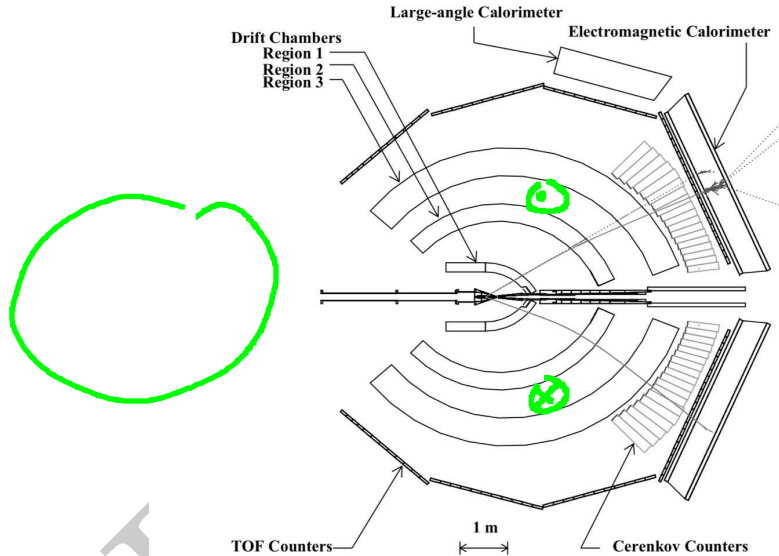 Large-angle Calorimeter
Electromagnetic Calorimeter
Drift Chambers
Region 1
Region 2
Region 3
TOF Counters
1 m
Cerenkov Counters